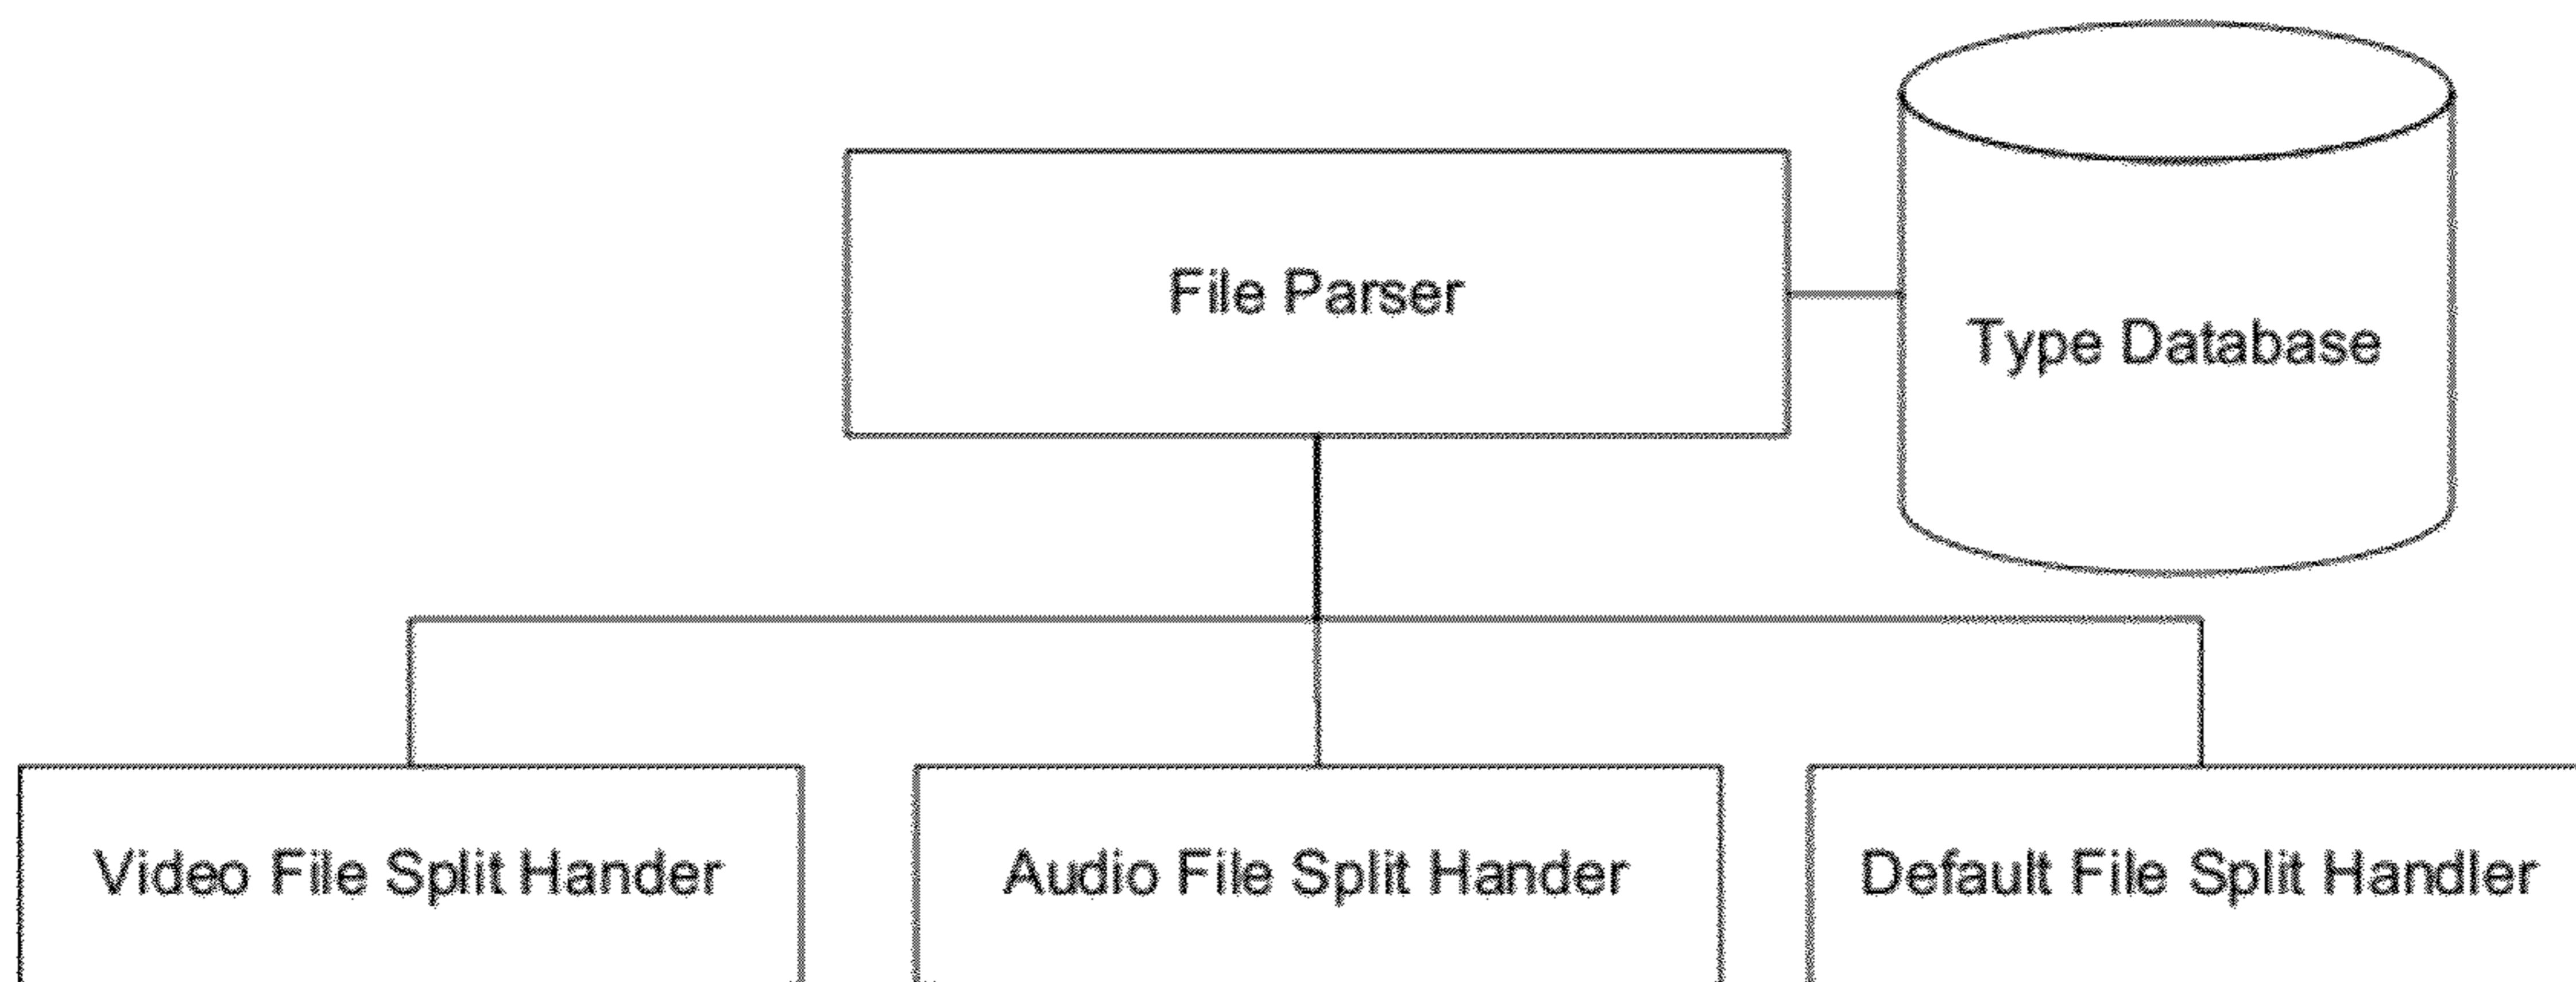 File Parser
Type Database
Video File Split Hander
Audio File Split Hander
Default File Split Handler